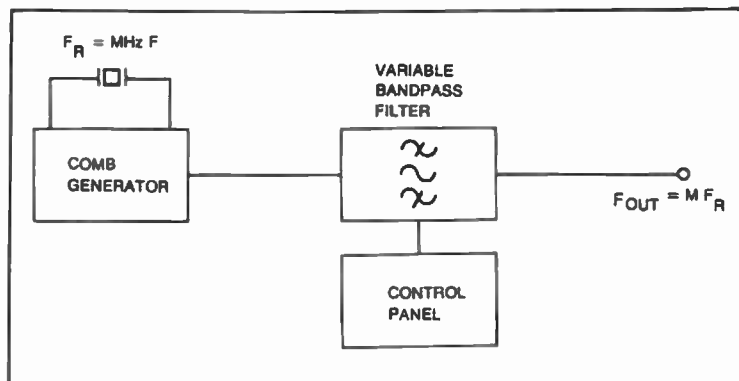 F_R = MHz F
COMB
GENERATOR
VARIABLE
BANDPASS
FILTER
F_OUT = M F_R
CONTROL
PANEL